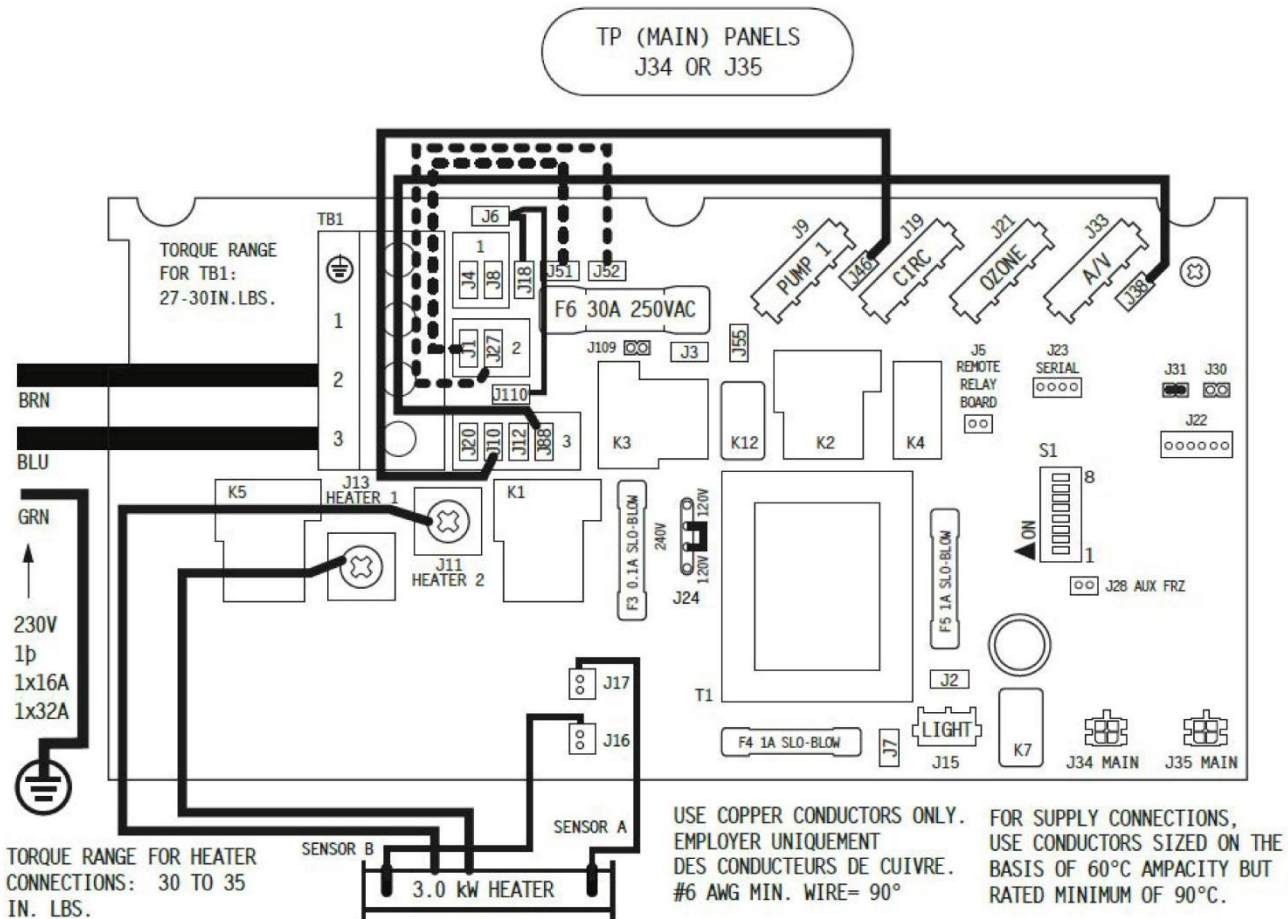 TP (MAIN) PANELS
J34 OR J35
TORQUE RANGE
FOR TB1:
27-30IN.LBS.
TB1
1
2
3
BRN
BLU
GRN
230V
1þ
1x16A
1x32A
J6
1
J4
J8
J18
J51
J52
F6 30A 250VAC
J1
J27
2
J109
J3
J55
J110
J20
J10
J12
J88
3
J9
PUMP 1
J46
J19
CIRC
J21
OZONE
J33
A/V
J38
J5
REMOTE
RELAY
BOARD
J23
SERIAL
J31
J30
J22
K3
K12
K2
K4
S1
8
ON
1
J28 AUX FRZ
K5
J13
HEATER 1
J11
HEATER 2
K1
F3 0.1A SLO-BLOW
240V
120V
120V
J24
F5 1A SLO-BLOW
T1
J2
J17
J16
F4 1A SLO-BLOW
J7
LIGHT
J15
K7
J34 MAIN
J35 MAIN
SENSOR B
SENSOR A
3.0 kW HEATER
TORQUE RANGE FOR HEATER
CONNECTIONS: 30 TO 35
IN. LBS.
USE COPPER CONDUCTORS ONLY.
EMPLOYER UNIQUEMENT
DES CONDUCTEURS DE CUIVRE.
#6 AWG MIN. WIRE= 90°
FOR SUPPLY CONNECTIONS,
USE CONDUCTORS SIZED ON THE
BASIS OF 60°C AMPACITY BUT
RATED MINIMUM OF 90°C.